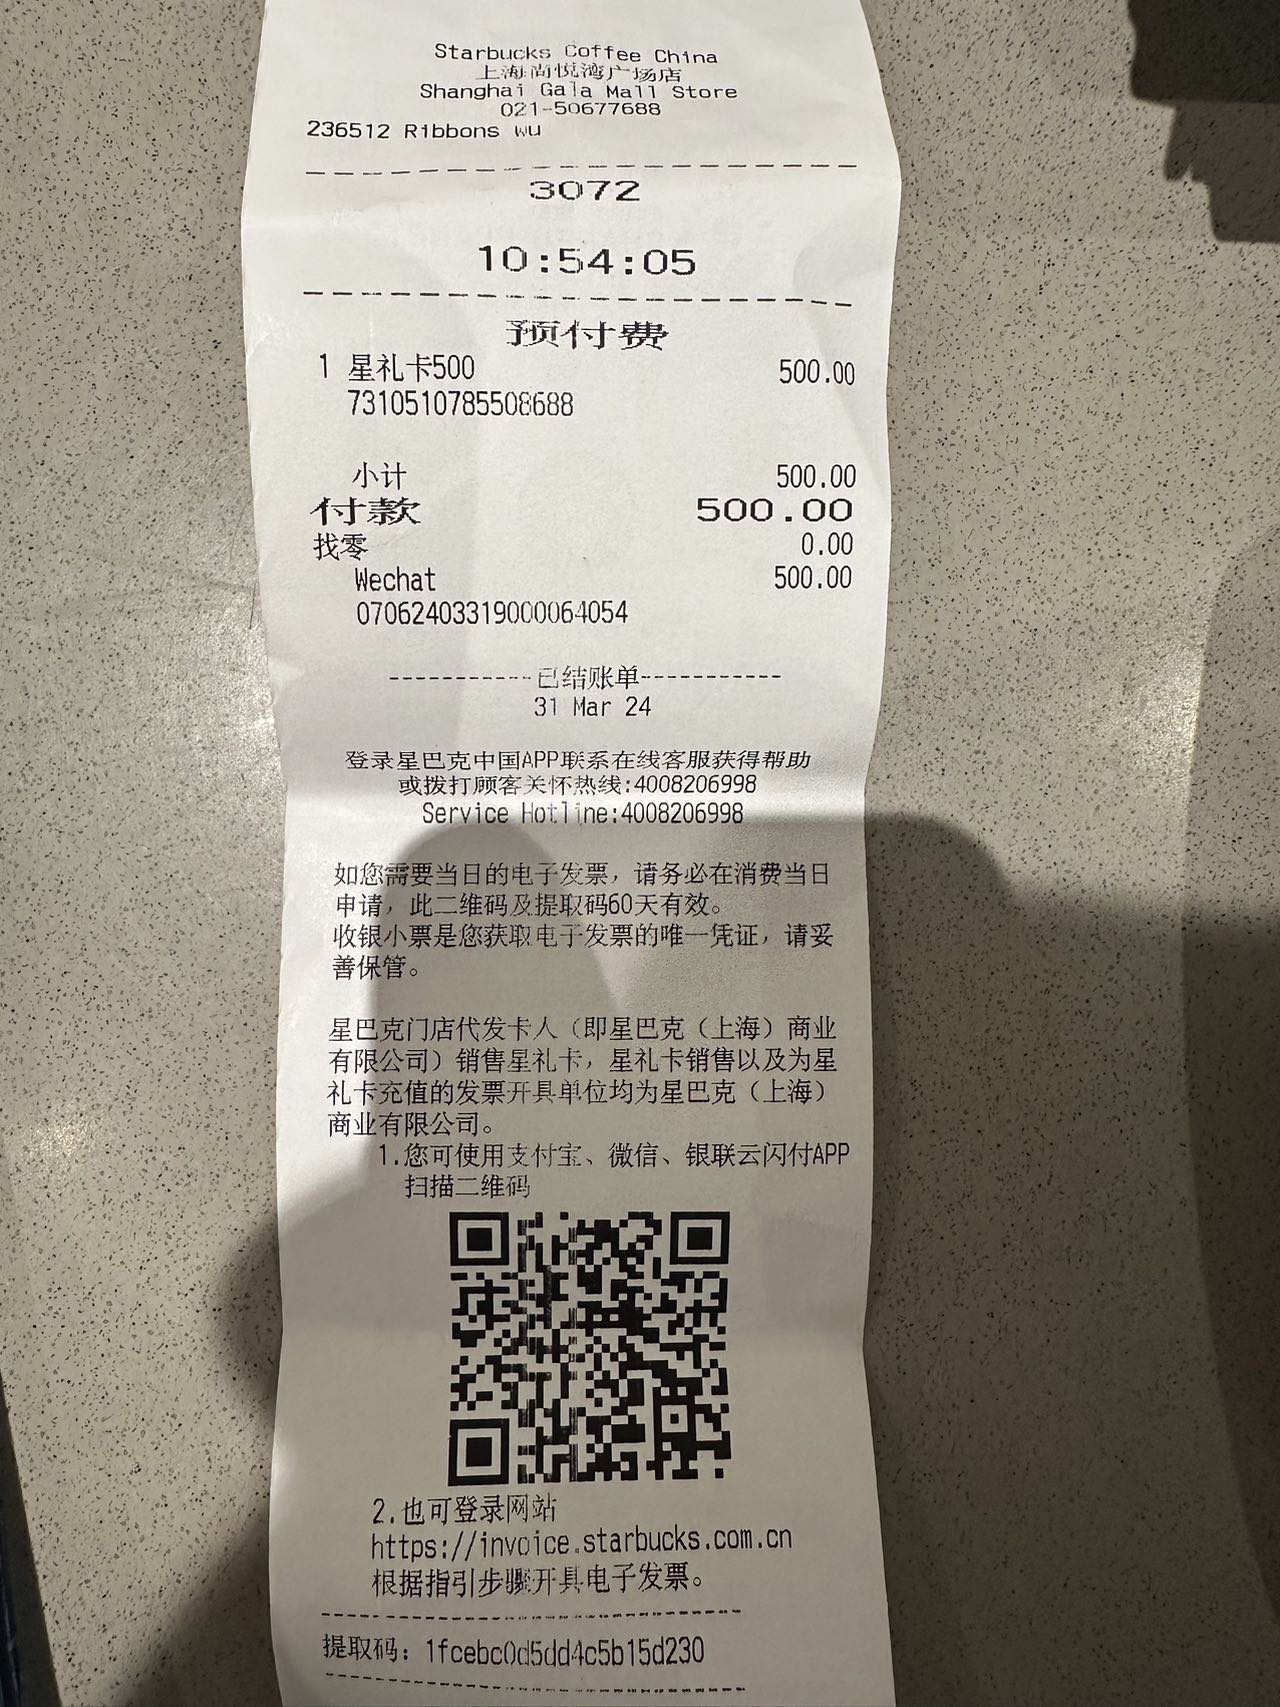 Starbucks Coffee China
上海尚悦湾广场店
Shanghai Gala Mall Store
021-50677688
236512 Ribbons wu
3072
10:54:05
预付费
1 星礼卡500 500.00
7310510785508688
小计 500.00
付款 500.00
找零 0.00
Wechat 500.00
07062403319000064054
-----------已结账单-----------
31 Mar 24
登录星巴克中国APP联系在线客服获得帮助
或拨打顾客关怀热线:4008206998
Service Hotline:4008206998
如您需要当日的电子发票，请务必在消费当日
申请，此二维码及提取码60天有效。
收银小票是您获取电子发票的唯一凭证，请妥
善保管。
星巴克门店代发卡人（即星巴克（上海）商业
有限公司）销售星礼卡，星礼卡销售以及为星
礼卡充值的发票开具单位均为星巴克（上海）
商业有限公司。
1.您可使用支付宝、微信、银联云闪付APP
扫描二维码
2.也可登录网站
https://invoice.starbucks.com.cn
根据指引步骤开具电子发票。
提取码：1fcebc0d5dd4c5b15d230